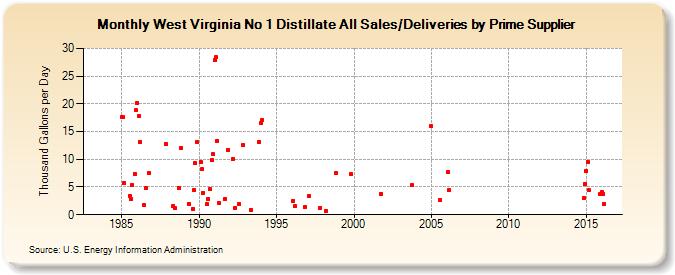 Monthly West Virginia No 1 Distillate All Sales/Deliveries by Prime Supplier
Thousand Gallons per Day
30
25
20
15
10
5
0
1985 1990 1995 2000 2005 2010 2015
Source: U.S. Energy Information Administration